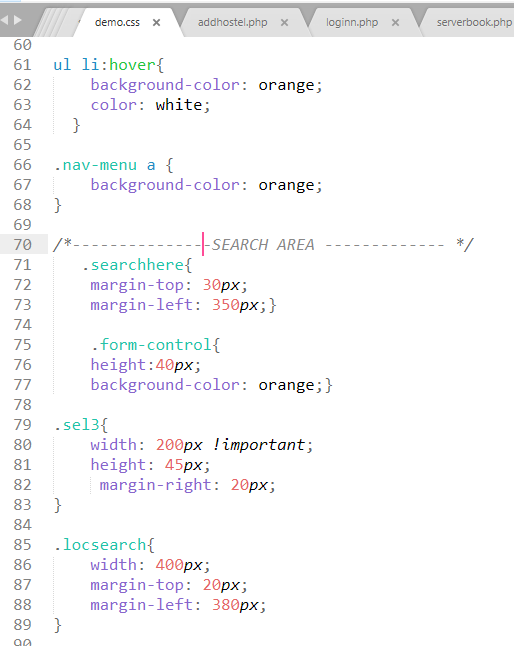 demo.css × addhostel.php × loginn.php × serverbook.php
60
61 ul li:hover{
62     background-color: orange;
63     color: white;
64   }
65
66 .nav-menu a {
67     background-color: orange;
68 }
69
70 /*---------------SEARCH AREA ------------- */
71    .searchhere{
72     margin-top: 30px;
73     margin-left: 350px;}
74
75     .form-control{
76     height:40px;
77     background-color: orange;}
78
79 .sel3{
80     width: 200px !important;
81     height: 45px;
82      margin-right: 20px;
83 }
84
85 .locsearch{
86     width: 400px;
87     margin-top: 20px;
88     margin-left: 380px;
89 }
90